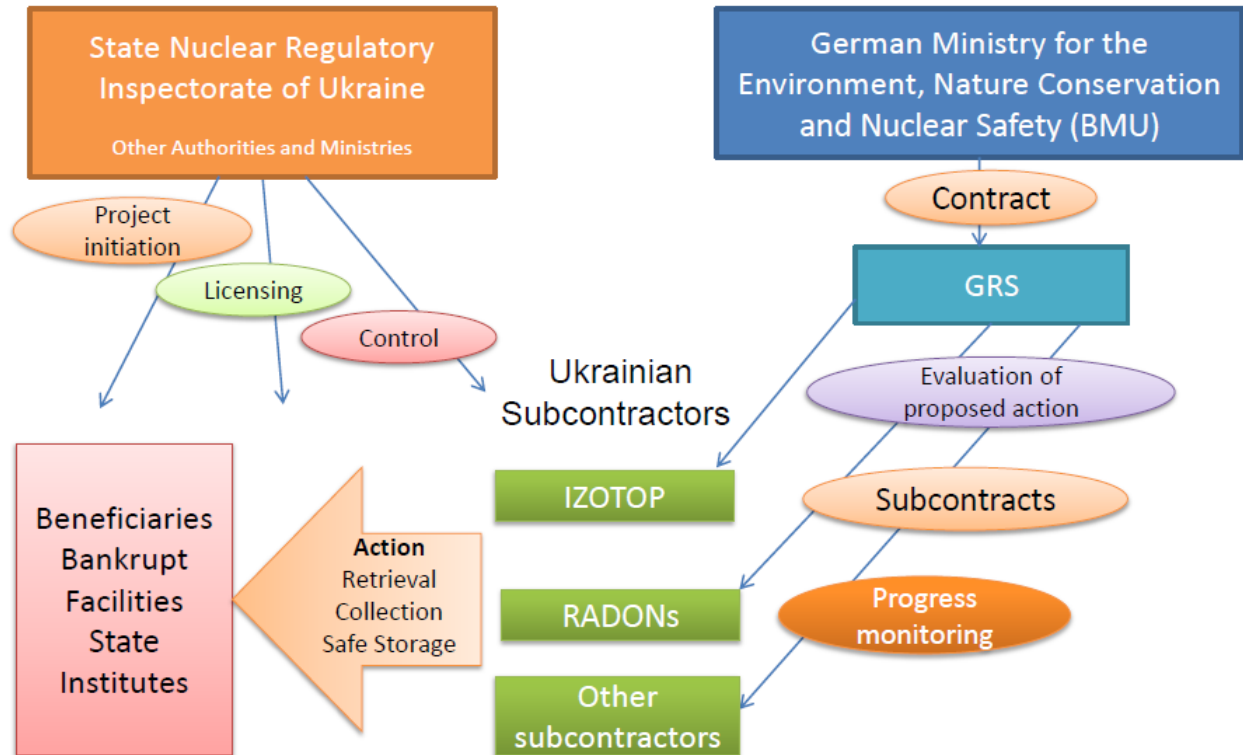 State Nuclear Regulatory
Inspectorate of Ukraine
Other Authorities and Ministries
German Ministry for the
Environment, Nature Conservation
and Nuclear Safety (BMU)
Project
initiation
Licensing
Control
Contract
GRS
Evaluation of
proposed action
Subcontracts
Progress
monitoring
Ukrainian
Subcontractors
IZOTOP
RADONs
Other
subcontractors
Action
Retrieval
Collection
Safe Storage
Beneficiaries
Bankrupt
Facilities
State
Institutes